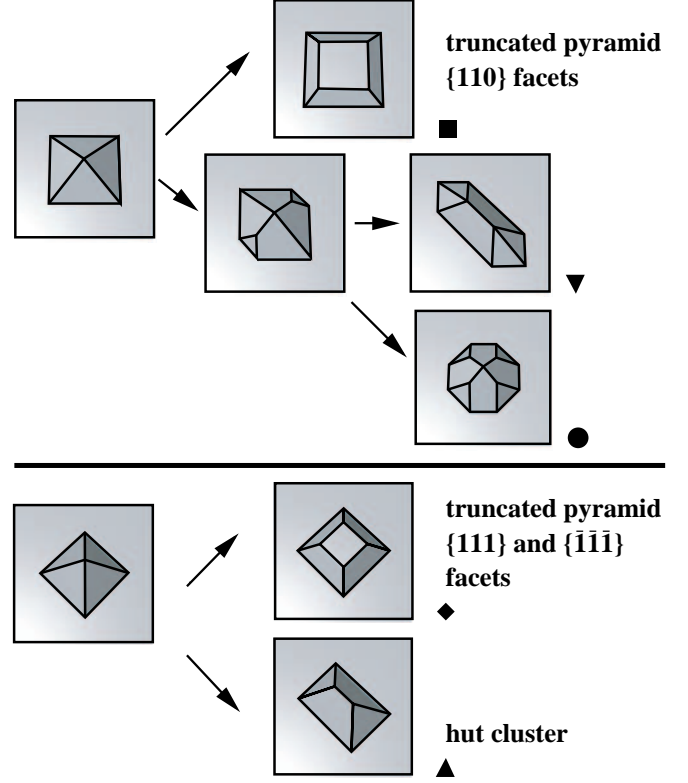 truncated pyramid
{110} facets
truncated pyramid
{111} and {1̄1̄1̄}
facets
hut cluster